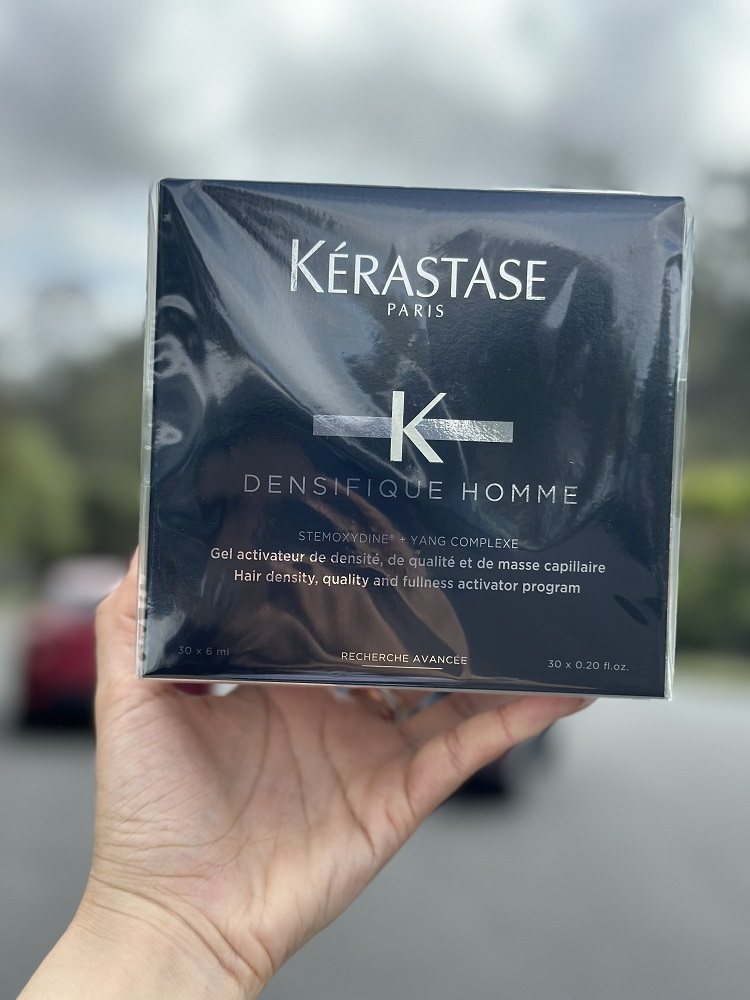 KÉRASTASE
PARIS
K
DENSIFIQUE HOMME
STEMOXYDINE® + YANG COMPLEXE
Gel activateur de densité, de qualité et de masse capillaire
Hair density, quality and fullness activator program
30 x 6 ml
RECHERCHE AVANCÉE
30 x 0.20 fl.oz.